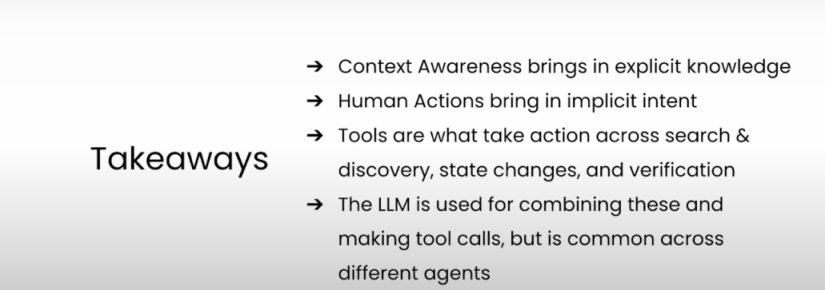 Takeaways
➔ Context Awareness brings in explicit knowledge
➔ Human Actions bring in implicit intent
➔ Tools are what take action across search &
discovery, state changes, and verification
➔ The LLM is used for combining these and
making tool calls, but is common across
different agents